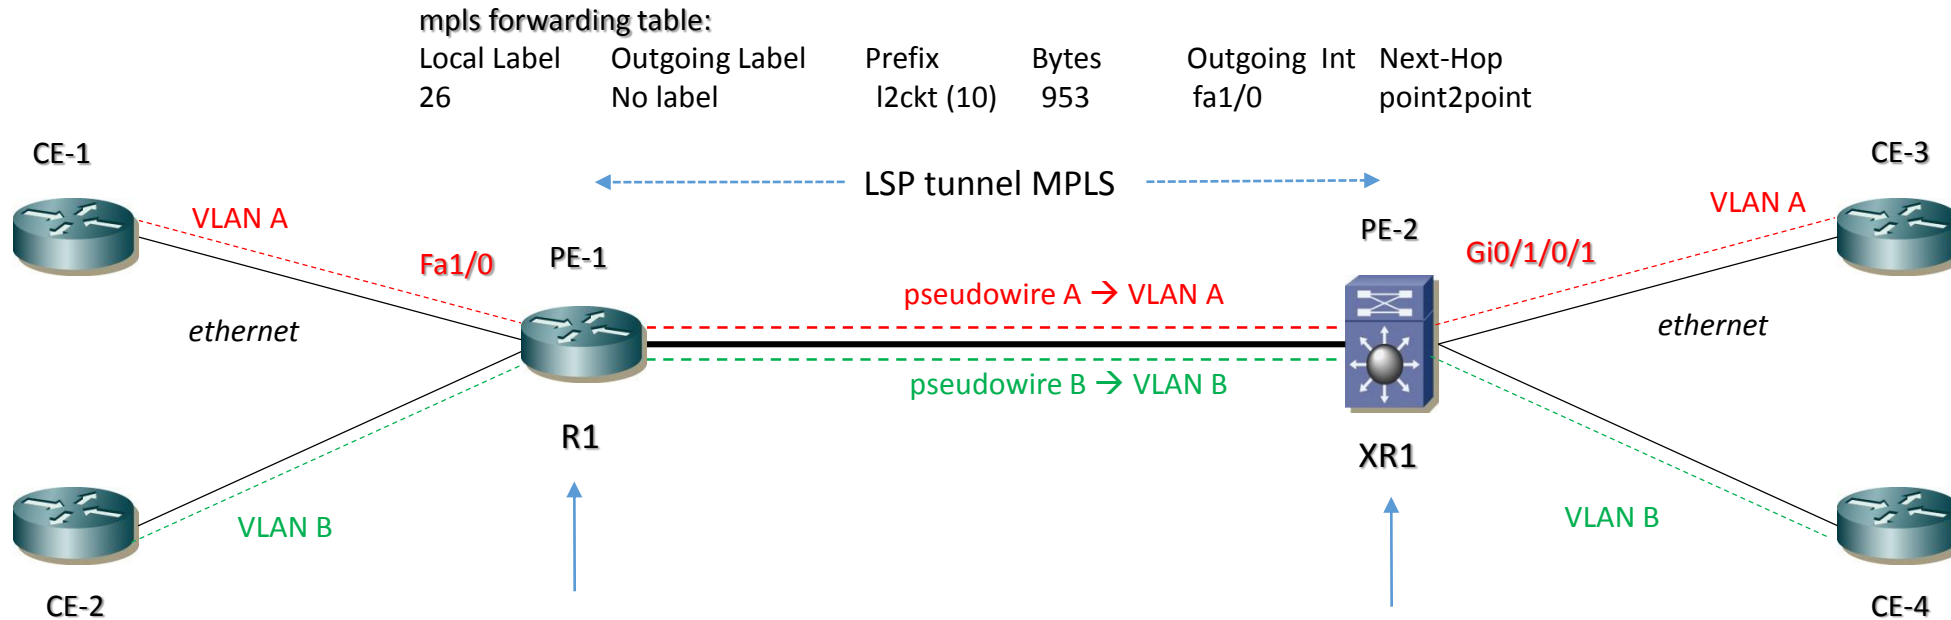 mpls forwarding table:
Local Label Outgoing Label Prefix Bytes Outgoing Int Next-Hop
26 No label l2ckt (10) 953 fa1/0 point2point
CE-1
CE-3
LSP tunnel MPLS
VLAN A
VLAN A
PE-2
Fa1/0
PE-1
Gi0/1/0/1
pseudowire A → VLAN A
ethernet
ethernet
pseudowire B → VLAN B
R1
XR1
VLAN B
VLAN B
CE-2
CE-4